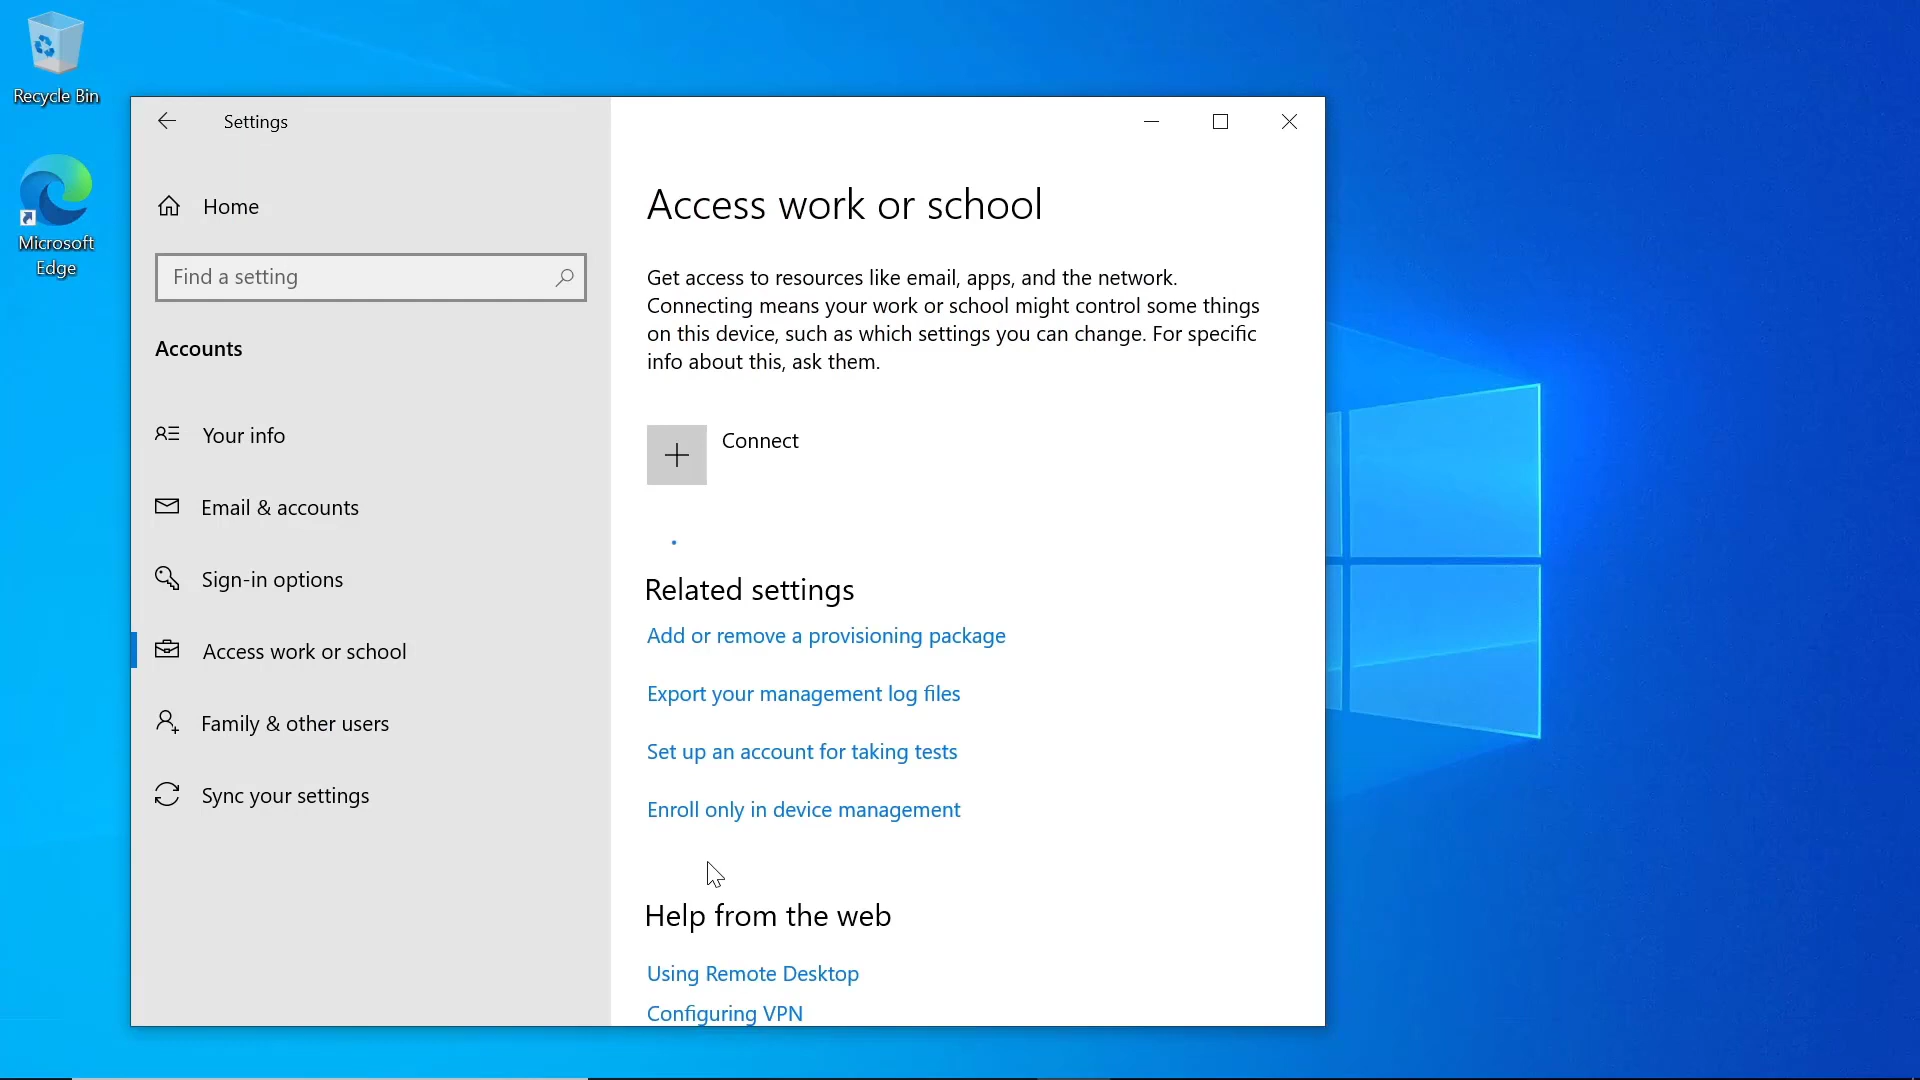 Recycle Bin
Microsoft
Edge
Settings
Home
Find a setting
Accounts
Your info
Email & accounts
Sign-in options
Access work or school
Family & other users
Sync your settings
Access work or school
Get access to resources like email, apps, and the network.
Connecting means your work or school might control some things
on this device, such as which settings you can change. For specific
info about this, ask them.
Connect
Related settings
Add or remove a provisioning package
Export your management log files
Set up an account for taking tests
Enroll only in device management
Help from the web
Using Remote Desktop
Configuring VPN